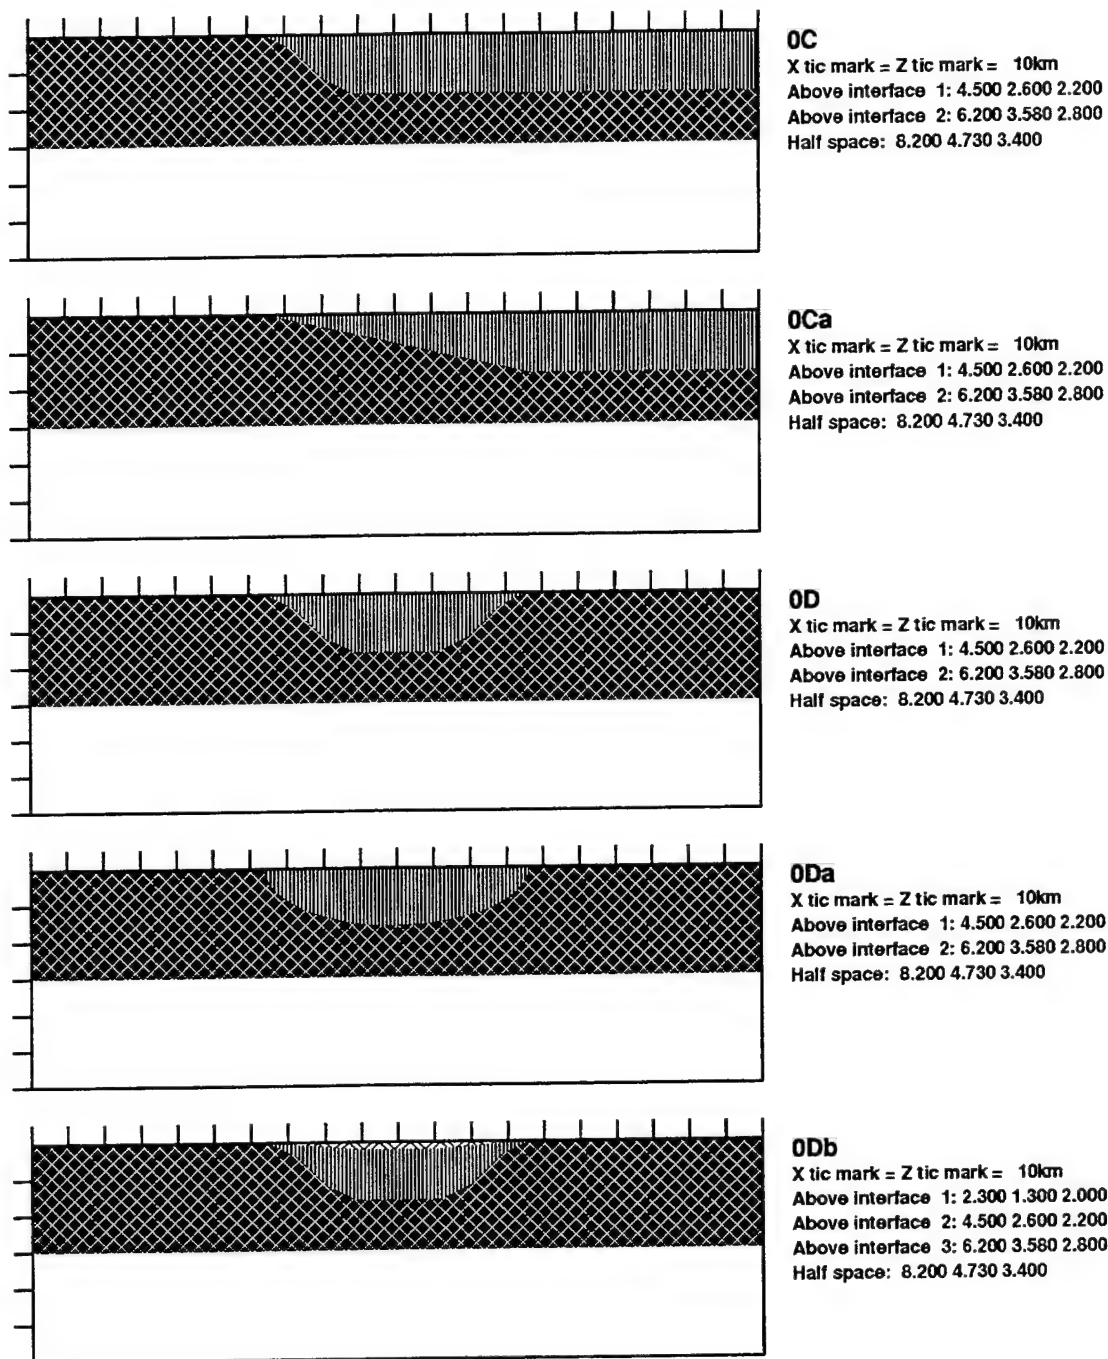 0C
X tic mark = Z tic mark = 10km
Above interface 1: 4.500 2.600 2.200
Above interface 2: 6.200 3.580 2.800
Half space: 8.200 4.730 3.400
0Ca
X tic mark = Z tic mark = 10km
Above interface 1: 4.500 2.600 2.200
Above interface 2: 6.200 3.580 2.800
Half space: 8.200 4.730 3.400
0D
X tic mark = Z tic mark = 10km
Above interface 1: 4.500 2.600 2.200
Above interface 2: 6.200 3.580 2.800
Half space: 8.200 4.730 3.400
0Da
X tic mark = Z tic mark = 10km
Above interface 1: 4.500 2.600 2.200
Above interface 2: 6.200 3.580 2.800
Half space: 8.200 4.730 3.400
0Db
X tic mark = Z tic mark = 10km
Above interface 1: 2.300 1.300 2.000
Above interface 2: 4.500 2.600 2.200
Above interface 3: 6.200 3.580 2.800
Half space: 8.200 4.730 3.400